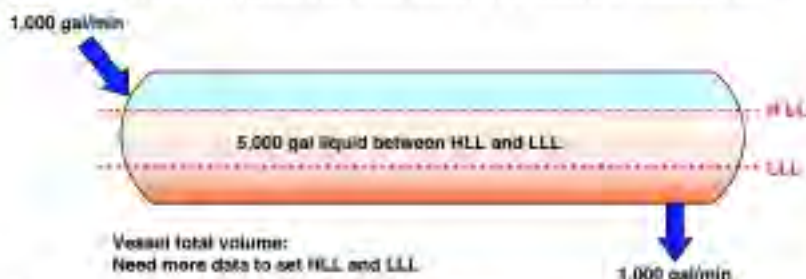 1,000 gal/min
HLL
5,000 gal liquid between HLL and LLL
LLL
Vessel total volume:
Need more data to set HLL and LLL
1,000 gal/min